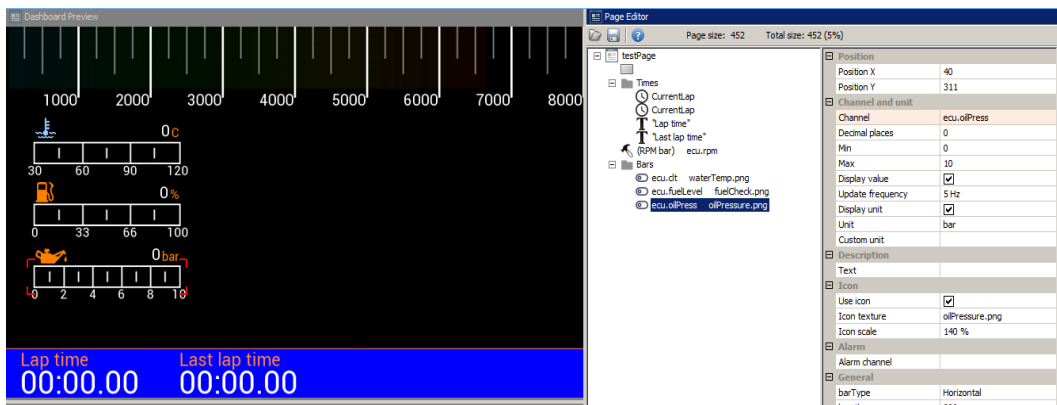 Dashboard Preview
1000 2000 3000 4000 5000 6000 7000 8000
0 C
30 60 90 120
0 %
0 33 66 100
0 bar
0 2 4 6 8 10
Lap time Last lap time
00:00.00 00:00.00
Page Editor
Page size: 452 Total size: 452 (5%)
testPage
Times
CurrentLap
CurrentLap
"Lap time"
"Last lap time"
(RPM bar) ecu.rpm
Bars
ecu.clt waterTemp.png
ecu.fuelLevel fuelCheck.png
ecu.oilPress oilPressure.png
Position
Position X 40
Position Y 311
Channel and unit
Channel ecu.oilPress
Decimal places 0
Min 0
Max 10
Display value
Update frequency 5 Hz
Display unit
Unit bar
Custom unit
Description
Text
Icon
Use icon
Icon texture oilPressure.png
Icon scale 140 %
Alarm
Alarm channel
General
barType Horizontal